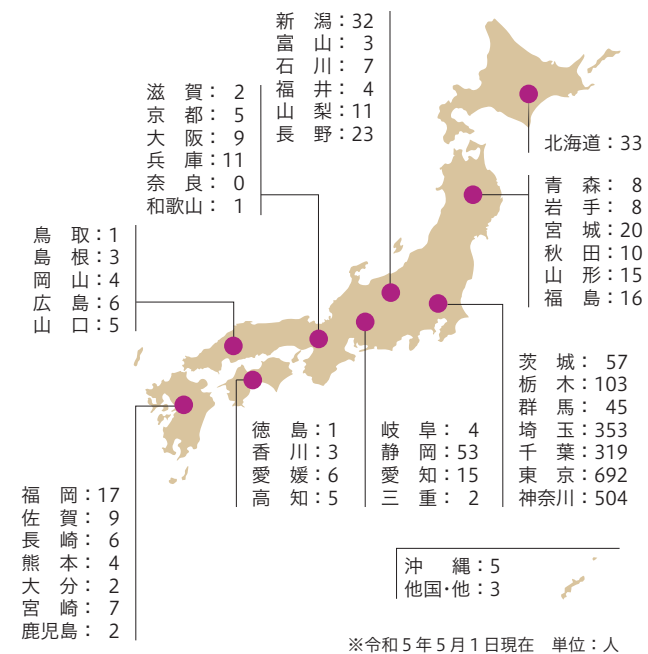 新　潟：32
富　山： 3
石　川： 7
福　井： 4
山　梨：11
長　野：23
滋　賀： 2
京　都： 5
大　阪： 9
兵　庫：11
奈　良： 0
和歌山： 1
北海道：33
青　森： 8
岩　手： 8
宮　城：20
秋　田：10
山　形：15
福　島：16
鳥　取：1
島　根：3
岡　山：4
広　島：6
山　口：5
茨　城： 57
栃　木：103
群　馬： 45
埼　玉：353
千　葉：319
東　京：692
神奈川：504
徳　島：1
香　川：3
愛　媛：6
高　知：5
岐　阜： 4
静　岡：53
愛　知：15
三　重： 2
福　岡：17
佐　賀： 9
長　崎： 6
熊　本： 4
大　分： 2
宮　崎： 7
鹿児島： 2
沖　縄：5
他国・他：3
※令和5年5月1日現在　単位：人